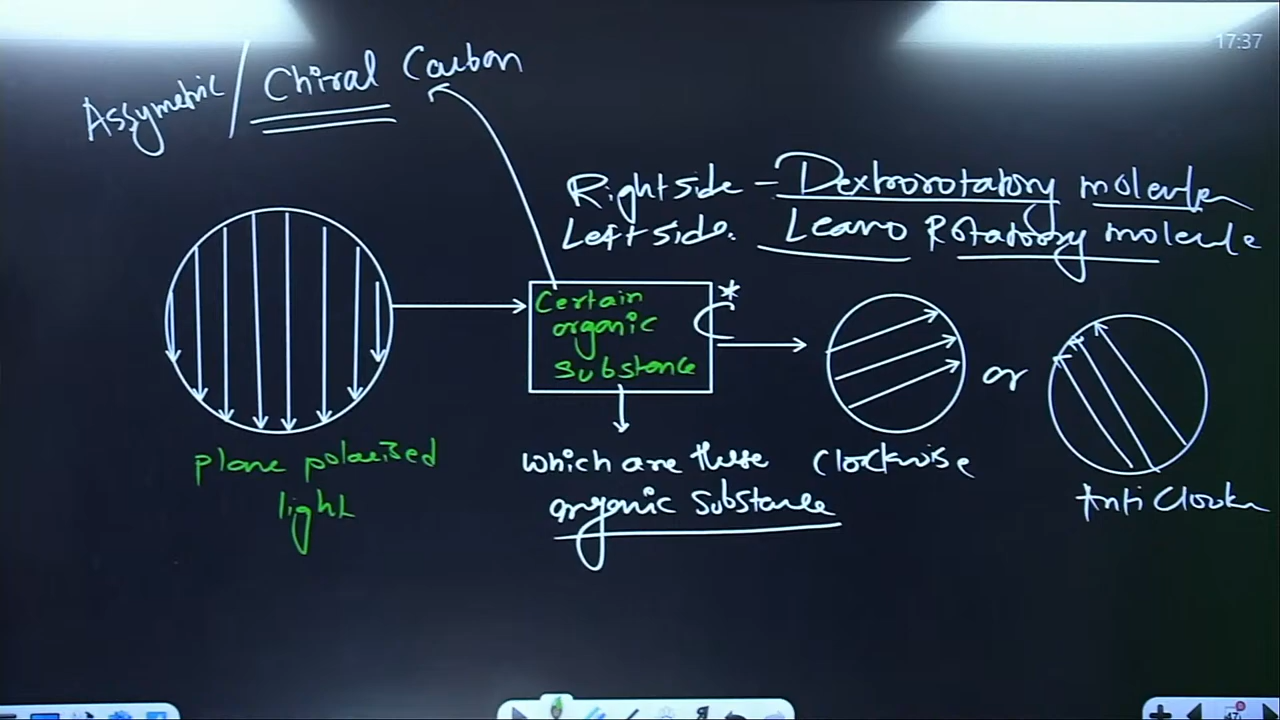 17:37
Assymetric / Chiral Carbon
Right side - Dextrorotatory molecule
Left side. Leavo Rotatory molecule
Certain
organic
Substance
C*
or
plane polarised
light
which are these
organic substance
Clockwise
Anti Clockw